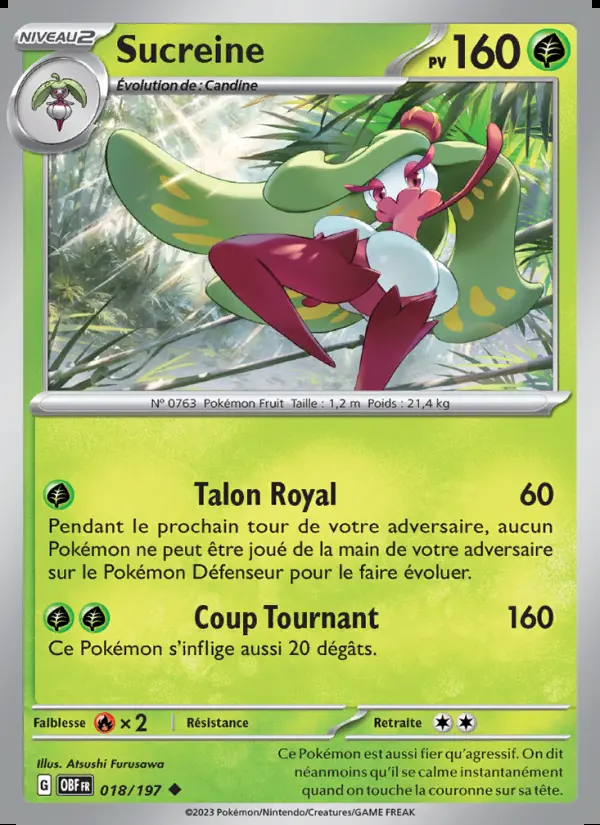 NIVEAU2
Sucreine
PV 160
Évolution de : Candine
N° 0763 Pokémon Fruit Taille : 1,2 m Poids : 21,4 kg
Talon Royal 60
Pendant le prochain tour de votre adversaire, aucun
Pokémon ne peut être joué de la main de votre adversaire
sur le Pokémon Défenseur pour le faire évoluer.
Coup Tournant 160
Ce Pokémon s'inflige aussi 20 dégâts.
Faiblesse ×2 Résistance Retraite
Illus. Atsushi Furusawa
G OBF FR 018/197
Ce Pokémon est aussi fier qu'agressif. On dit
néanmoins qu'il se calme instantanément
quand on touche la couronne sur sa tête.
©2023 Pokémon/Nintendo/Creatures/GAME FREAK